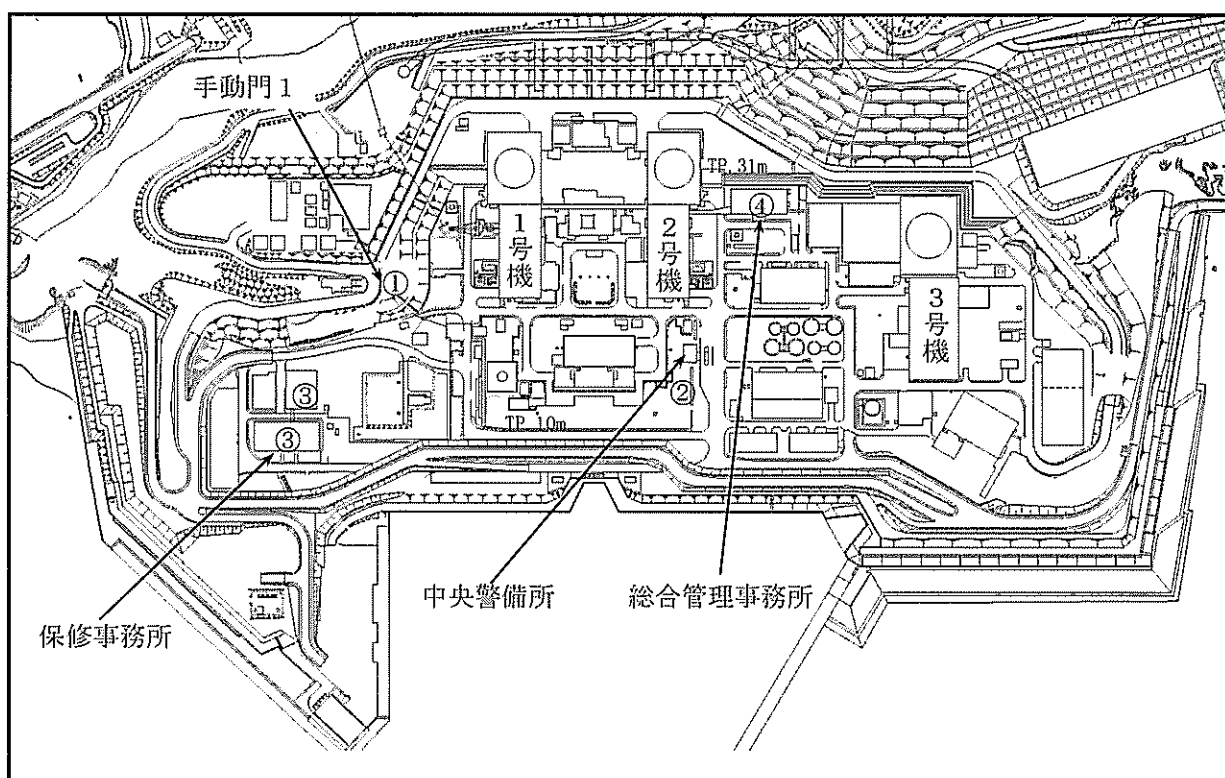 手動門1
TP 31m
④
1号機
2号機
①
3号機
③
②
③
TP 10m
中央警備所
総合管理事務所
保修事務所